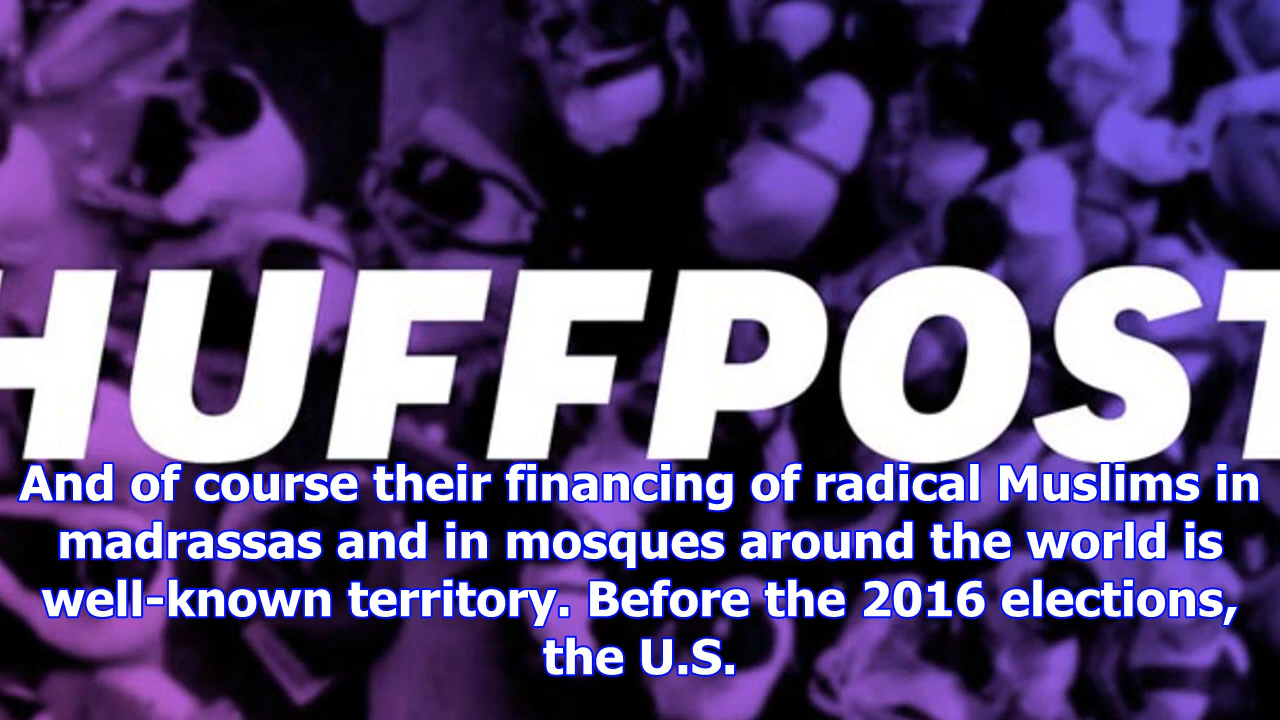 HUFFPOST
And of course their financing of radical Muslims in
madrassas and in mosques around the world is
well-known territory. Before the 2016 elections,
the U.S.